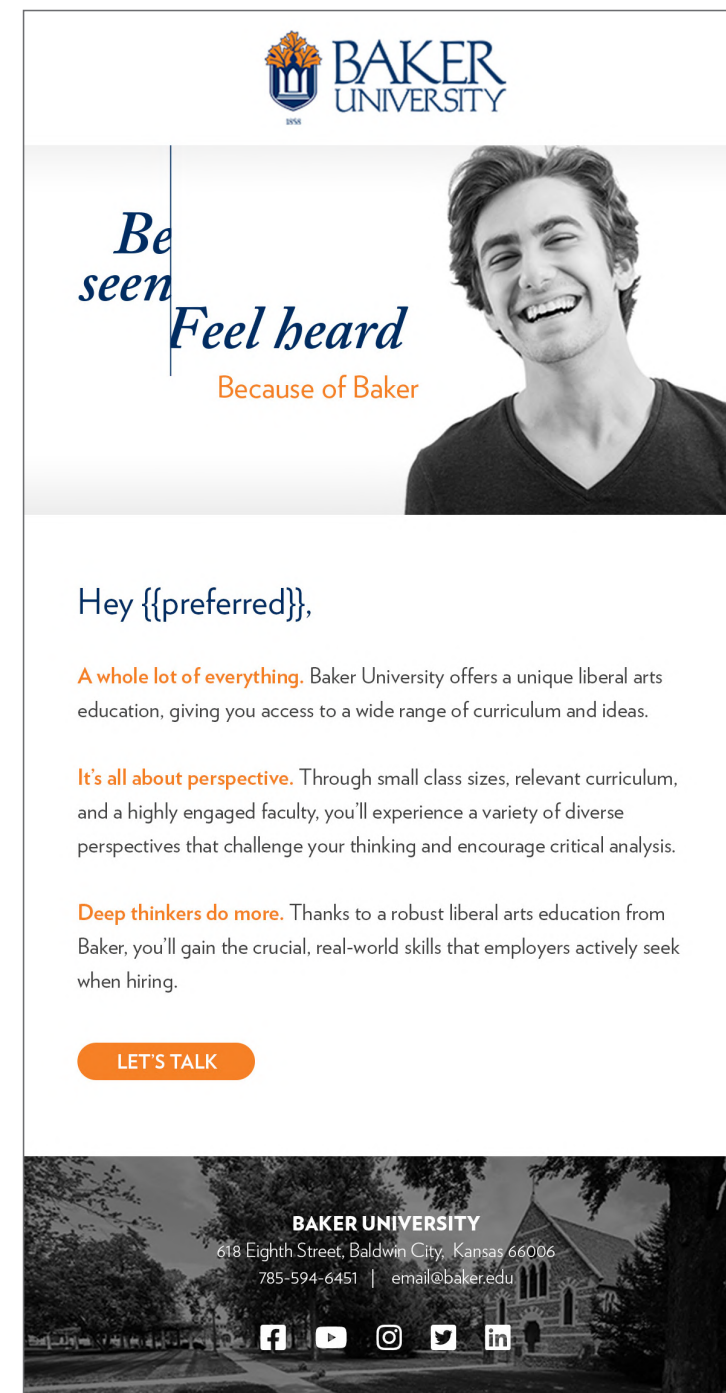 BAKER
UNIVERSITY
1858
Be
seen
Feel heard
Because of Baker
Hey {{preferred}},
A whole lot of everything. Baker University offers a unique liberal arts
education, giving you access to a wide range of curriculum and ideas.
It's all about perspective. Through small class sizes, relevant curriculum,
and a highly engaged faculty, you'll experience a variety of diverse
perspectives that challenge your thinking and encourage critical analysis.
Deep thinkers do more. Thanks to a robust liberal arts education from
Baker, you'll gain the crucial, real-world skills that employers actively seek
when hiring.
LET'S TALK
BAKER UNIVERSITY
618 Eighth Street, Baldwin City, Kansas 66006
785-594-6451 | email@baker.edu